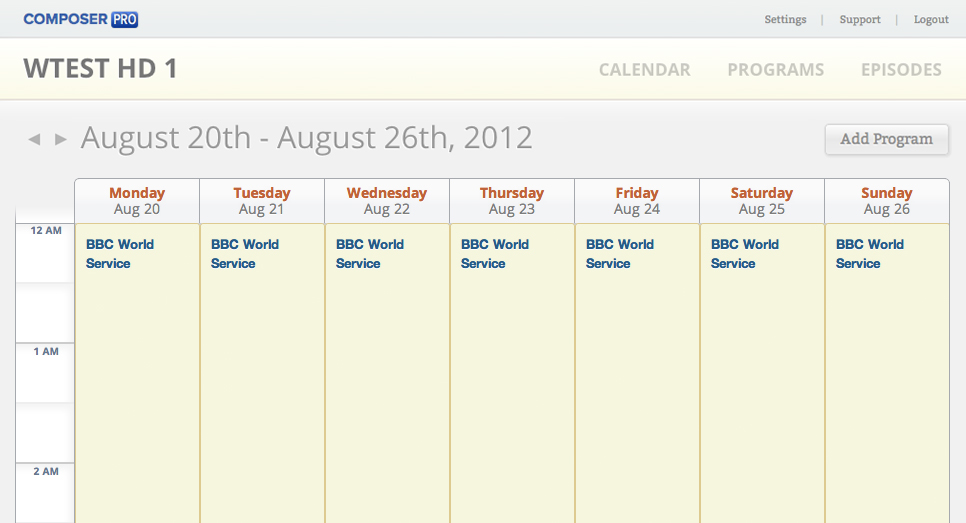 COMPOSER PRO
Settings | Support | Logout
WTEST HD 1
CALENDAR PROGRAMS EPISODES
◀ ▶ August 20th - August 26th, 2012
Add Program
Monday Tuesday Wednesday Thursday Friday Saturday Sunday
Aug 20 Aug 21 Aug 22 Aug 23 Aug 24 Aug 25 Aug 26
12 AM
BBC World BBC World BBC World BBC World BBC World BBC World BBC World
Service Service Service Service Service Service Service
1 AM
2 AM